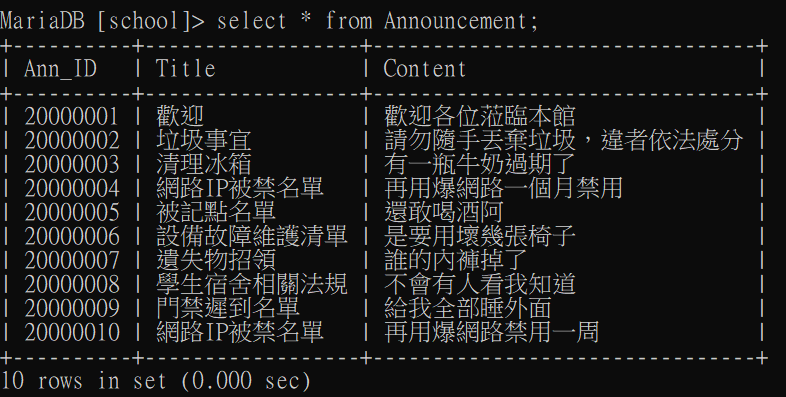 MariaDB [school]> select * from Announcement;
+----------+------------------+--------------------------------+
| Ann_ID   | Title            | Content                        |
+----------+------------------+--------------------------------+
| 20000001 | 歡迎             | 歡迎各位蒞臨本館               |
| 20000002 | 垃圾事宜         | 請勿隨手丟棄垃圾，違者依法處分 |
| 20000003 | 清理冰箱         | 有一瓶牛奶過期了               |
| 20000004 | 網路IP被禁名單   | 再用爆網路一個月禁用           |
| 20000005 | 被記點名單       | 還敢喝酒阿                     |
| 20000006 | 設備故障維護清單 | 是要用壞幾張椅子               |
| 20000007 | 遺失物招領       | 誰的內褲掉了                   |
| 20000008 | 學生宿舍相關法規 | 不會有人看我知道               |
| 20000009 | 門禁遲到名單     | 給我全部睡外面                 |
| 20000010 | 網路IP被禁名單   | 再用爆網路禁用一周             |
+----------+------------------+--------------------------------+
10 rows in set (0.000 sec)